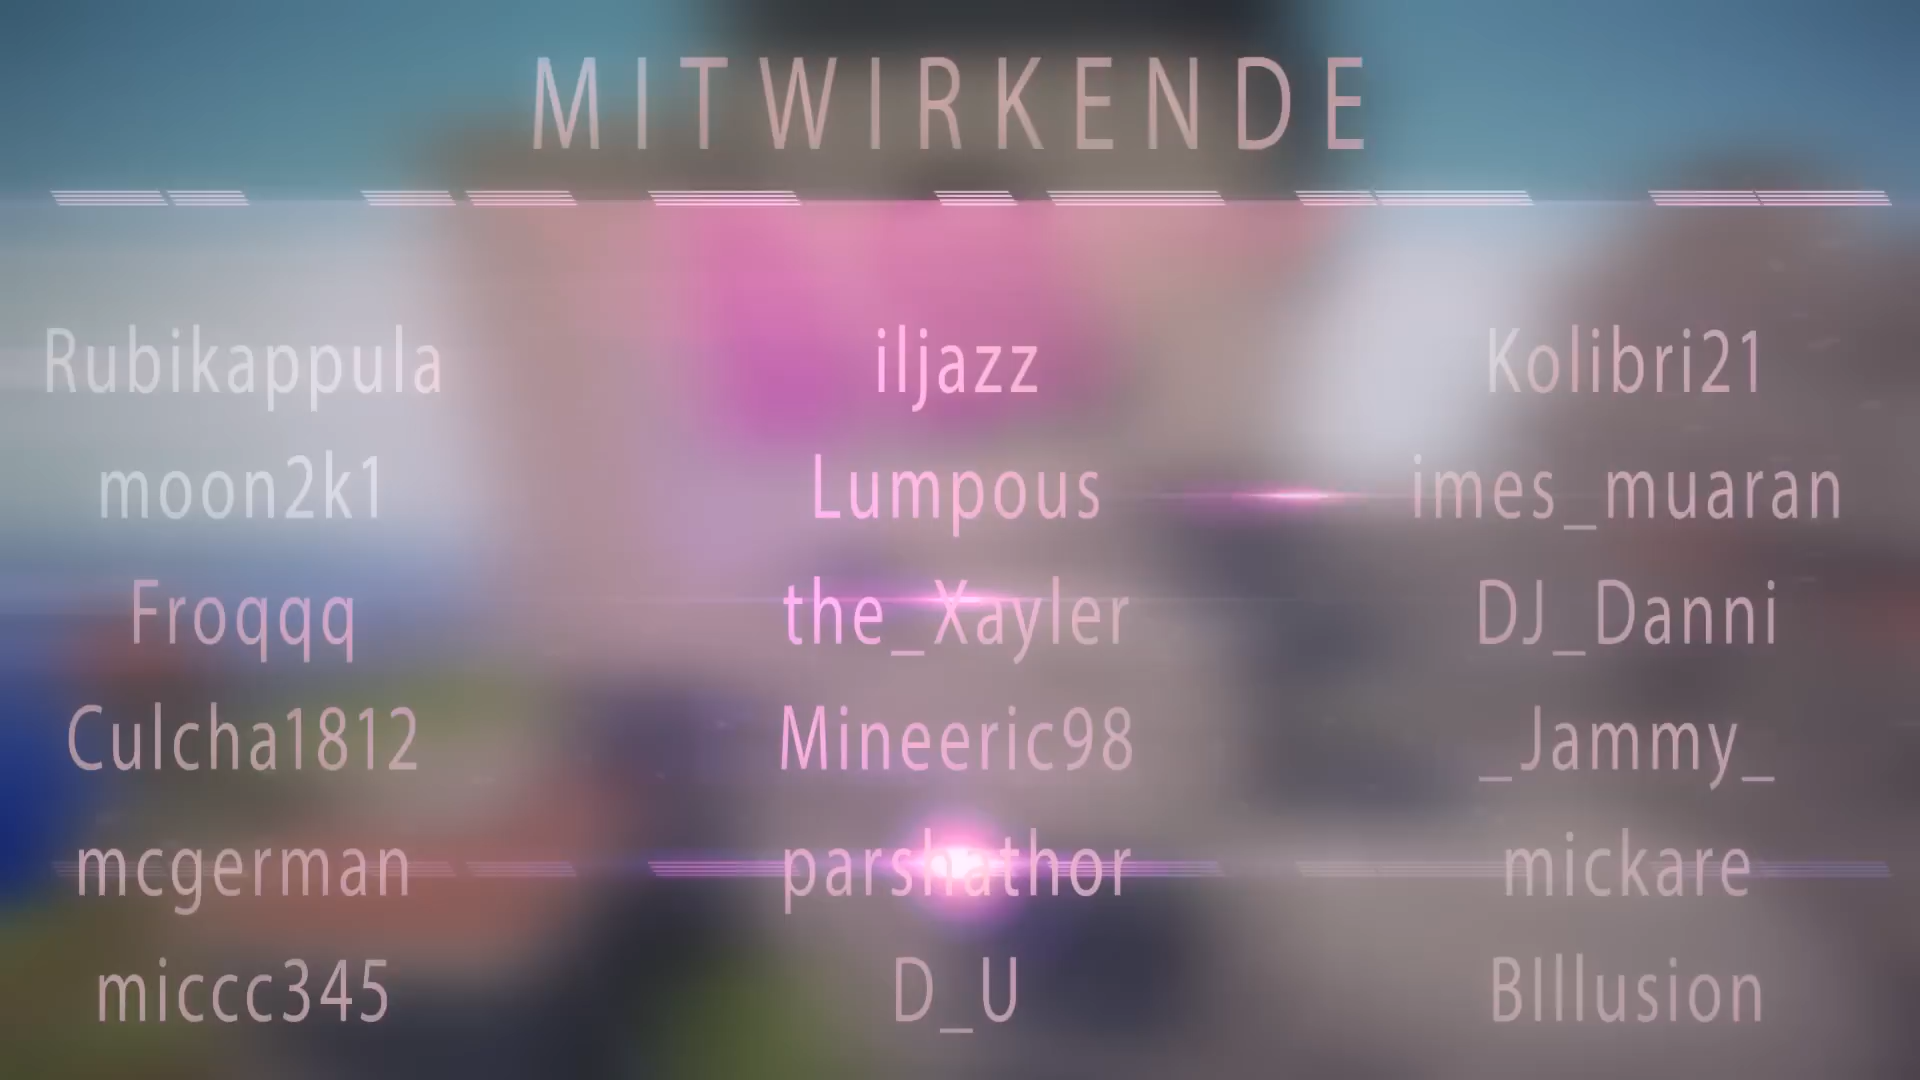 MITWIRKENDE
Rubikappula iljazz Kolibri21
moon2k1 Lumpous imes_muaran
Froqqq the_Xayler DJ_Danni
Culcha1812 Mineeric98 _Jammy_
mcgerman parshathor mickare
miccc345 D_U BIllusion